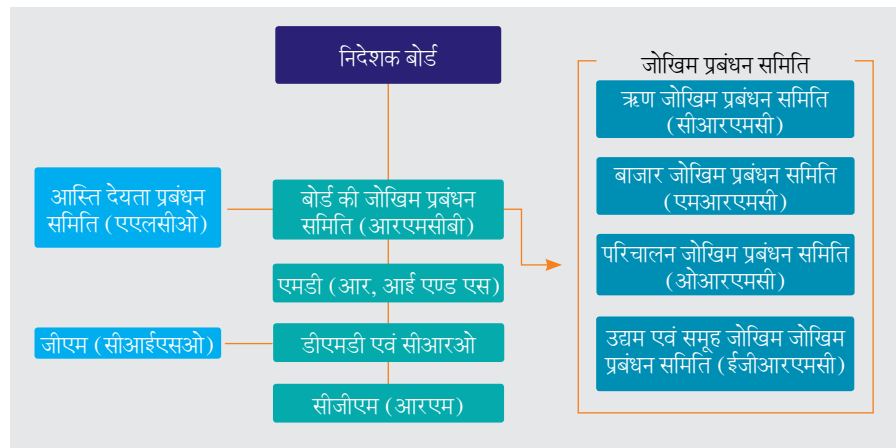 निदेशक बोर्ड
आस्ति देयता प्रबंधन
समिति (एएलसीओ)
बोर्ड की जोखिम प्रबंधन
समिति (आरएमसीबी)
एमडी (आर, आई एण्ड एस)
जीएम (सीआईएसओ)
डीएमडी एवं सीआरओ
सीजीएम (आरएम)
जोखिम प्रबंधन समिति
ऋण जोखिम प्रबंधन समिति
(सीआरएमसी)
बाजार जोखिम प्रबंधन समिति
(एमआरएमसी)
परिचालन जोखिम प्रबंधन समिति
(ओआरएमसी)
उद्यम एवं समूह जोखिम जोखिम
प्रबंधन समिति (ईजीआरएमसी)